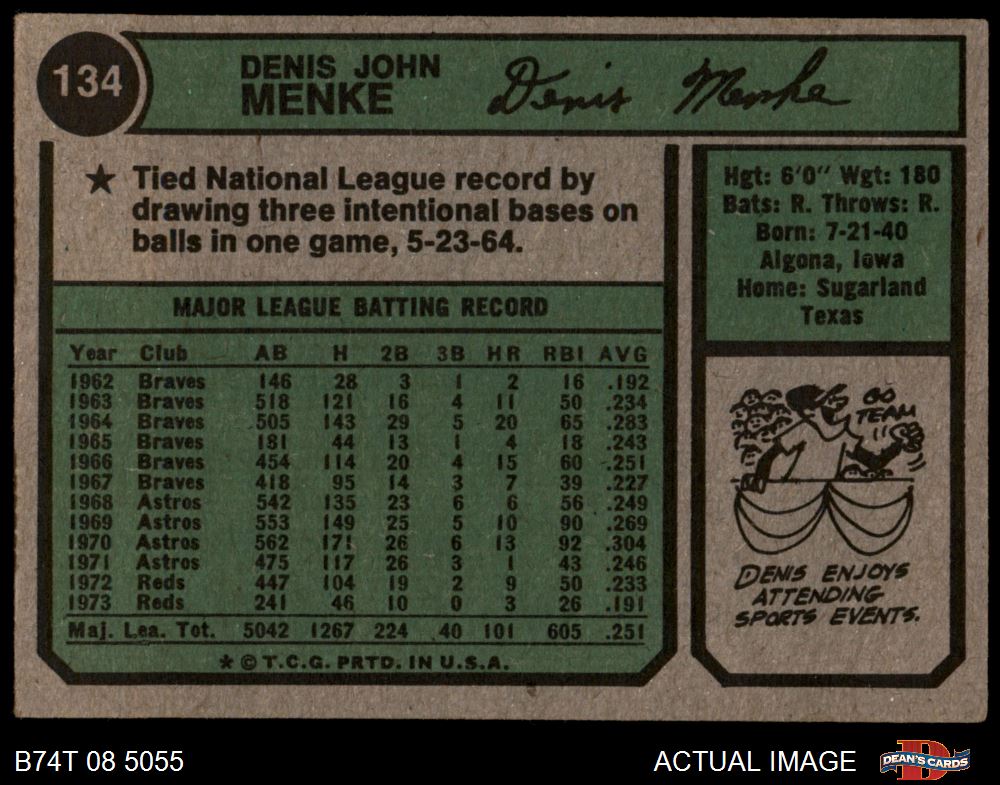 134
DENIS JOHN
MENKE
Denis Menke
★ Tied National League record by
drawing three intentional bases on
balls in one game, 5-23-64.
Hgt: 6'0" Wgt: 180
Bats: R. Throws: R.
Born: 7-21-40
Algona, Iowa
Home: Sugarland
Texas
MAJOR LEAGUE BATTING RECORD
Year Club AB H 2B 3B HR RBI AVG
1962 Braves 146 28 3 1 2 16 .192
1963 Braves 518 121 16 4 11 50 .234
1964 Braves 505 143 29 5 20 65 .283
1965 Braves 181 44 13 1 4 18 .243
1966 Braves 454 114 20 4 15 60 .251
1967 Braves 418 95 14 3 7 39 .227
1968 Astros 542 135 23 6 6 56 .249
1969 Astros 553 149 25 5 10 90 .269
1970 Astros 562 171 26 6 13 92 .304
1971 Astros 475 117 26 3 1 43 .246
1972 Reds 447 104 19 2 9 50 .233
1973 Reds 241 46 10 0 3 26 .191
Maj. Lea. Tot. 5042 1267 224 40 101 605 .251
★ © T.C.G. PRTD. IN U.S.A.
GO
TEAM
DENIS ENJOYS
ATTENDING
SPORTS EVENTS.
B74T 08 5055
ACTUAL IMAGE
D
DEAN'S CARDS